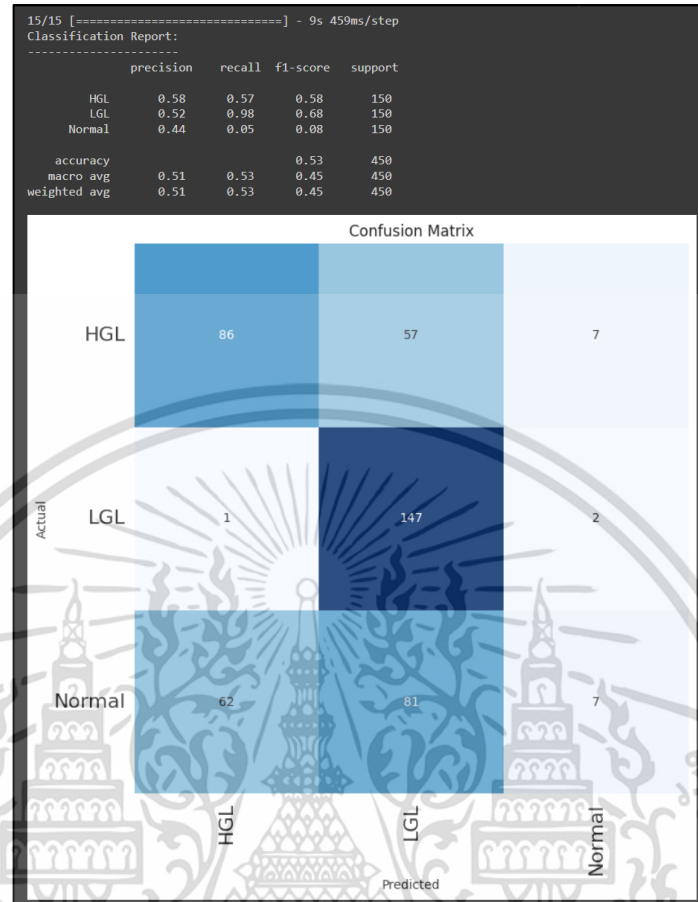 15/15 [==============================] - 9s 459ms/step
Classification Report:
----------------------
precision recall f1-score support
HGL 0.58 0.57 0.58 150
LGL 0.52 0.98 0.68 150
Normal 0.44 0.05 0.08 150
accuracy 0.53 450
macro avg 0.51 0.53 0.45 450
weighted avg 0.51 0.53 0.45 450
Confusion Matrix
HGL 86 57 7
LGL 1 147 2
Normal 62 81 7
Actual
HGL LGL Normal
Predicted